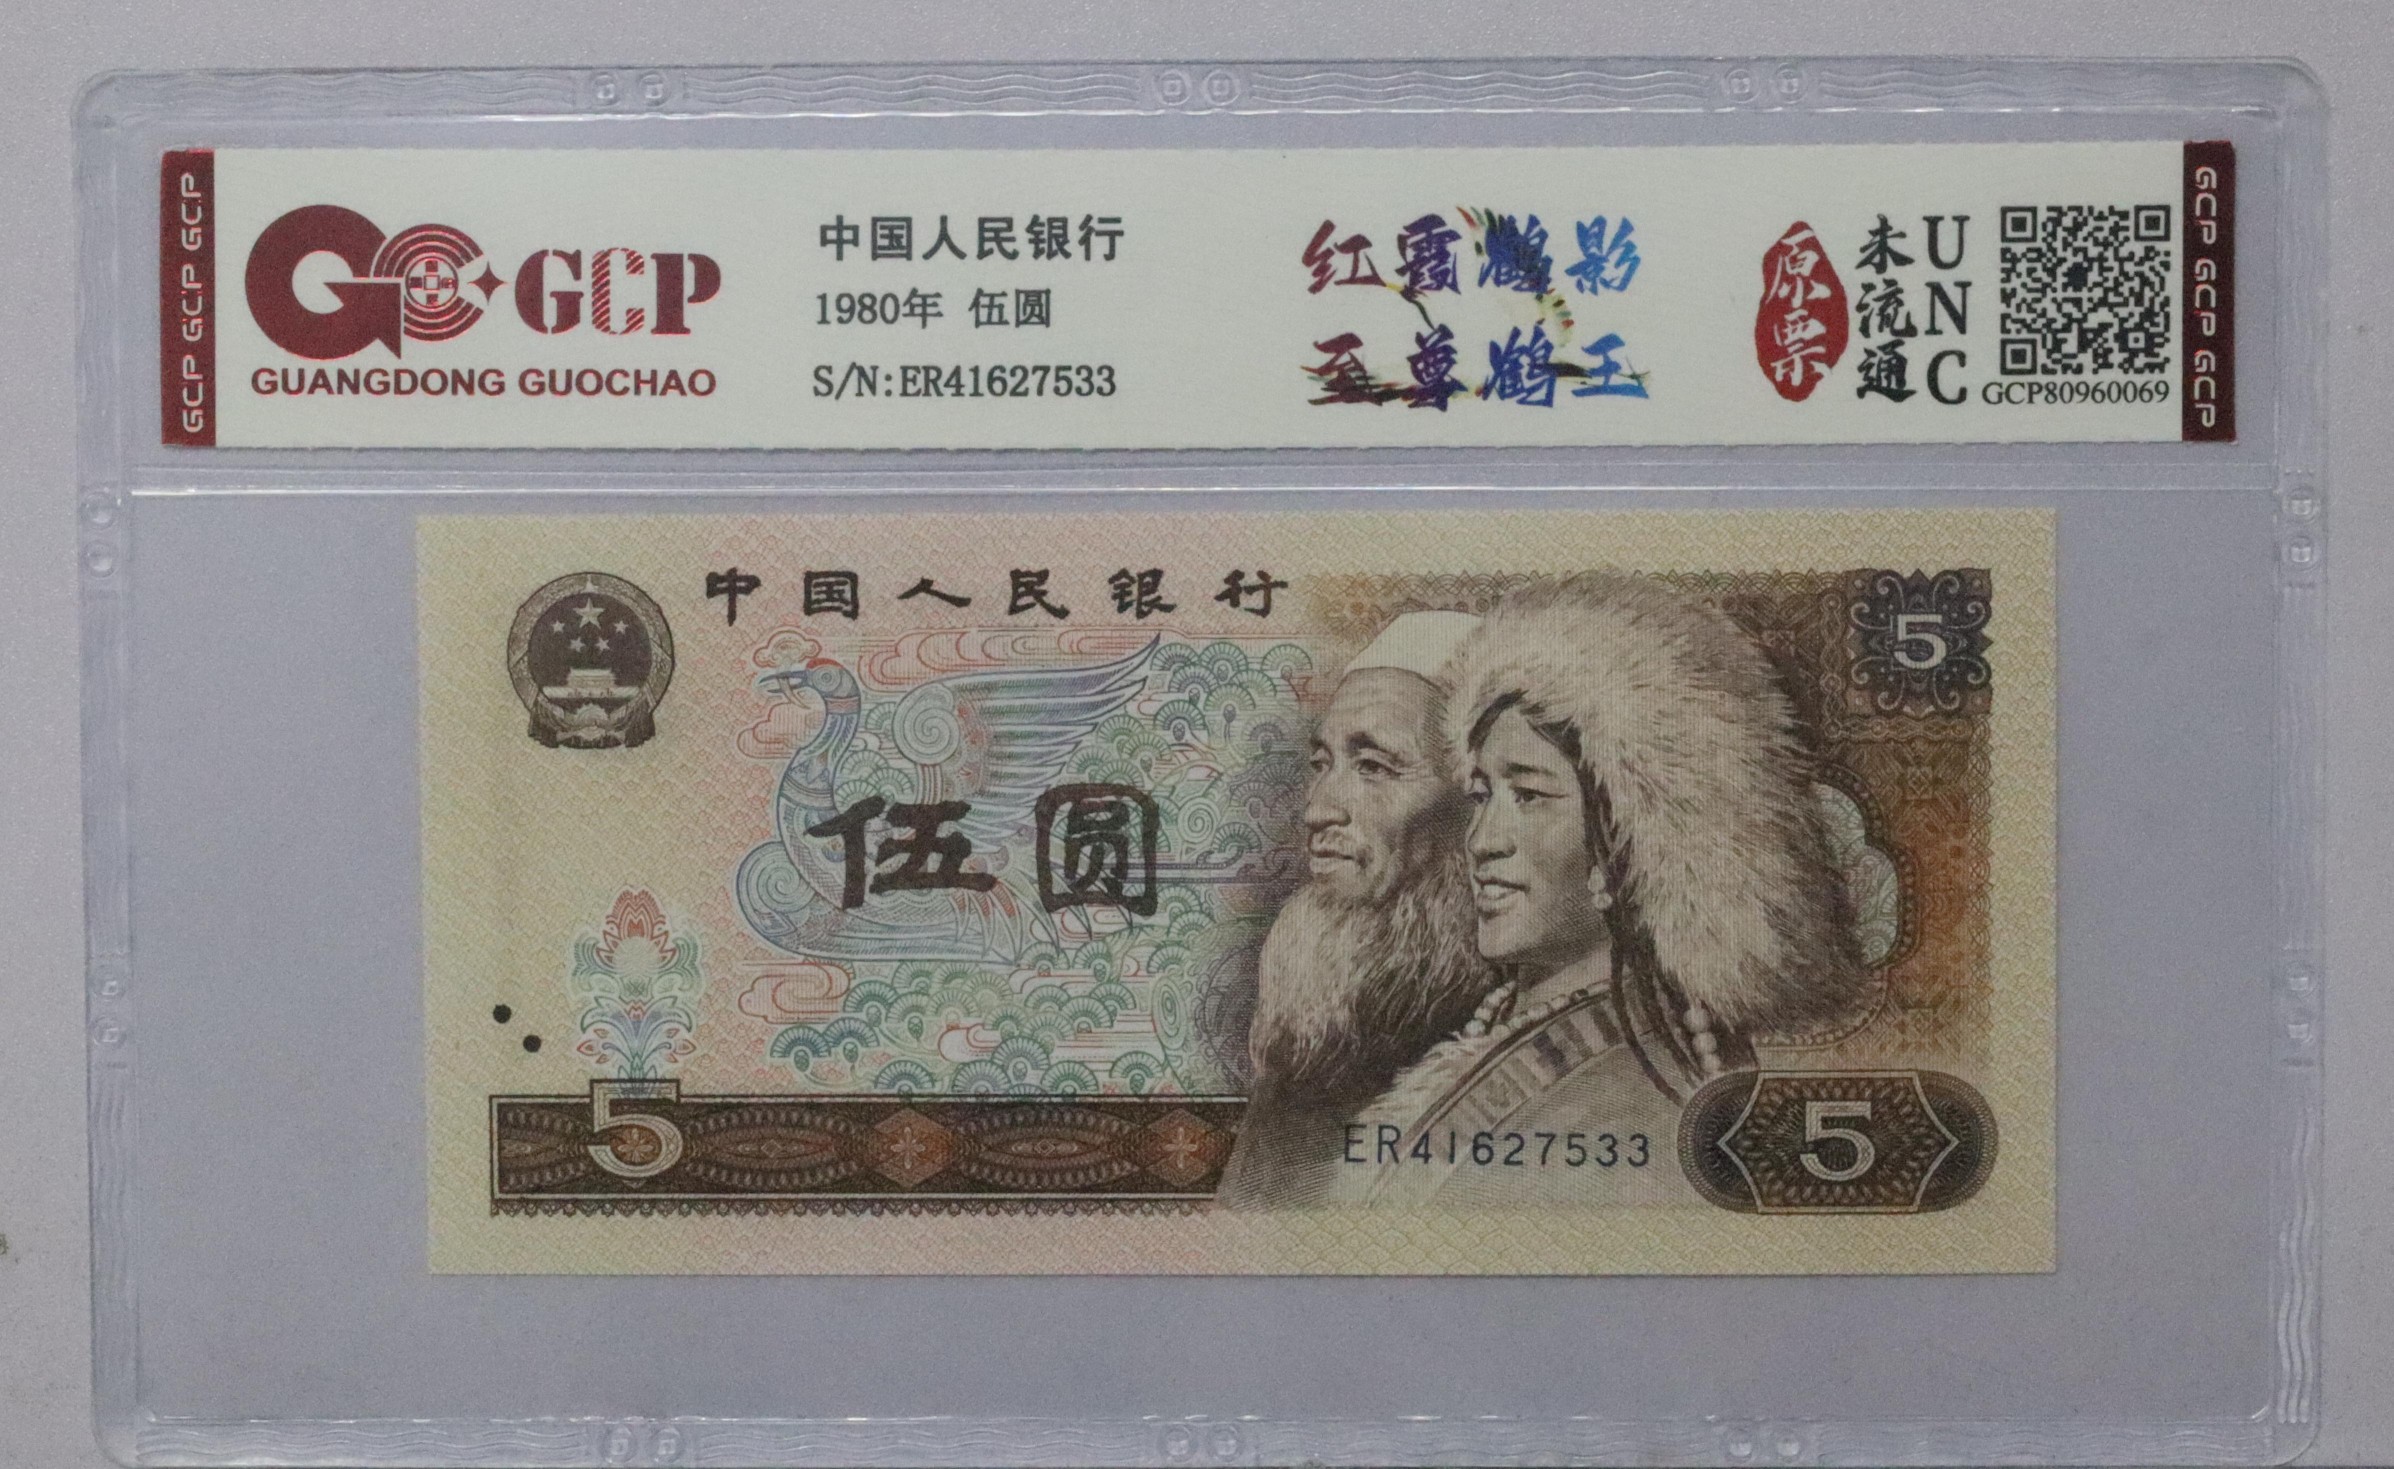 GCP GCP GCP
GCP
GUANGDONG GUOCHAO
中国人民银行
1980年 伍圆
S/N:ER41627533
红霞鹤影
至尊鹤王
原票
未流通
UNC
GCP80960069
GCP GCP GCP
中国人民银行
5
伍圆
5
ER41627533
5